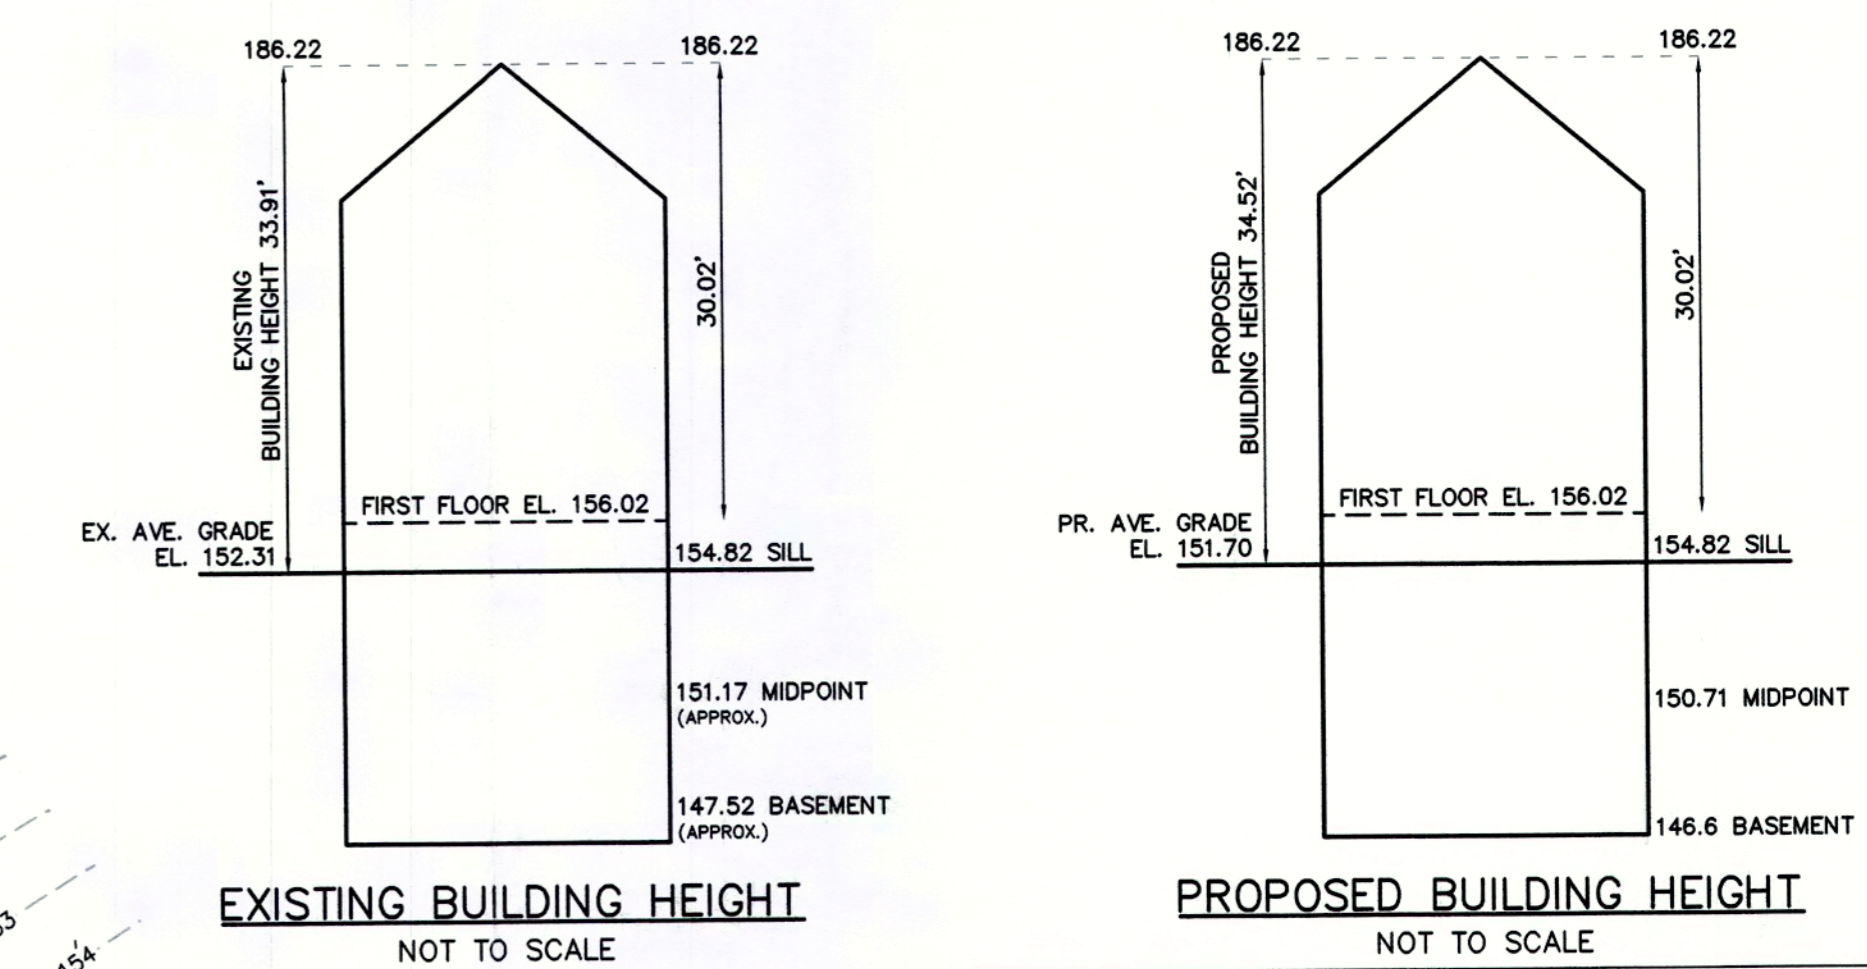 186.22
186.22
EXISTING
BUILDING HEIGHT 33.91'
30.02'
FIRST FLOOR EL. 156.02
EX. AVE. GRADE
EL. 152.31
154.82 SILL
151.17 MIDPOINT
(APPROX.)
147.52 BASEMENT
(APPROX.)
EXISTING BUILDING HEIGHT
NOT TO SCALE
186.22
186.22
PROPOSED
BUILDING HEIGHT 34.52'
30.02'
FIRST FLOOR EL. 156.02
PR. AVE. GRADE
EL. 151.70
154.82 SILL
150.71 MIDPOINT
146.6 BASEMENT
PROPOSED BUILDING HEIGHT
NOT TO SCALE